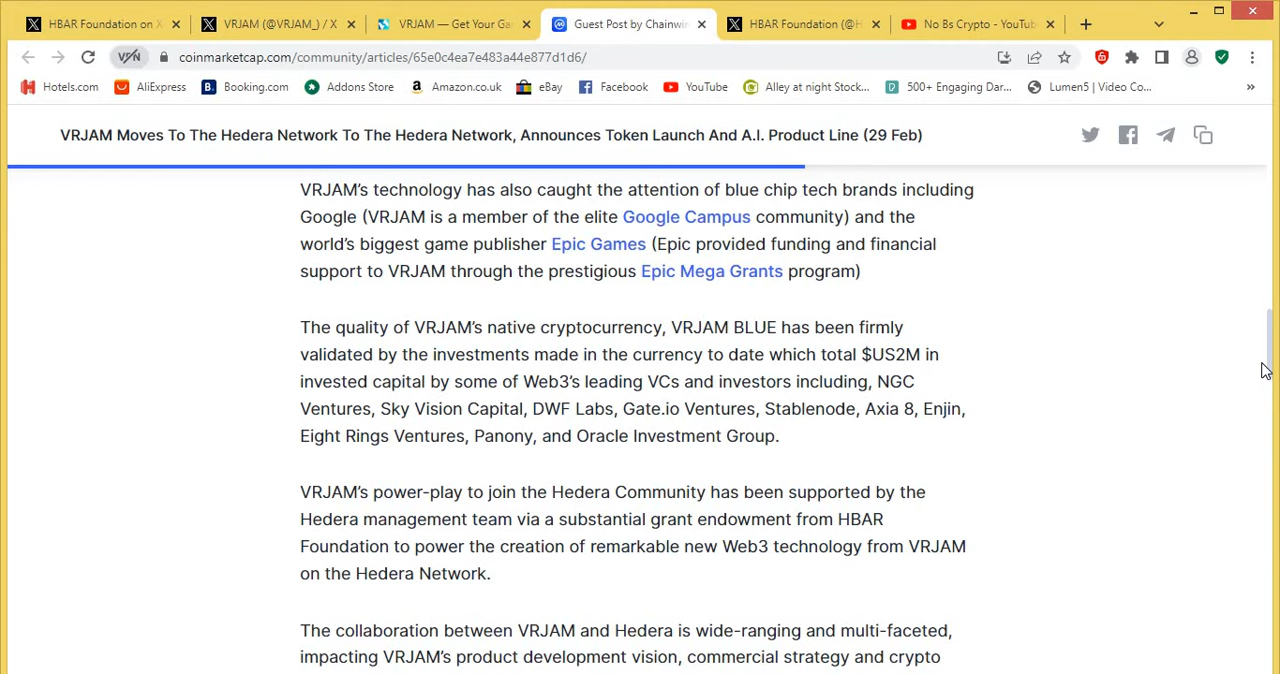 HBAR Foundation on X
VRJAM (@VRJAM_) / X
VRJAM — Get Your Ga
Guest Post by Chainwi
HBAR Foundation (@H
No Bs Crypto - YouTub
VPN
coinmarketcap.com/community/articles/65e0c4ea7e483a44e877d1d6/
Hotels.com
AliExpress
Booking.com
Addons Store
Amazon.co.uk
eBay
Facebook
YouTube
Alley at night Stock...
500+ Engaging Dar...
Lumen5 | Video Co...
VRJAM Moves To The Hedera Network To The Hedera Network, Announces Token Launch And A.I. Product Line (29 Feb)
VRJAM's technology has also caught the attention of blue chip tech brands including
Google (VRJAM is a member of the elite Google Campus community) and the
world's biggest game publisher Epic Games (Epic provided funding and financial
support to VRJAM through the prestigious Epic Mega Grants program)
The quality of VRJAM's native cryptocurrency, VRJAM BLUE has been firmly
validated by the investments made in the currency to date which total $US2M in
invested capital by some of Web3's leading VCs and investors including, NGC
Ventures, Sky Vision Capital, DWF Labs, Gate.io Ventures, Stablenode, Axia 8, Enjin,
Eight Rings Ventures, Panony, and Oracle Investment Group.
VRJAM's power-play to join the Hedera Community has been supported by the
Hedera management team via a substantial grant endowment from HBAR
Foundation to power the creation of remarkable new Web3 technology from VRJAM
on the Hedera Network.
The collaboration between VRJAM and Hedera is wide-ranging and multi-faceted,
impacting VRJAM's product development vision, commercial strategy and crypto